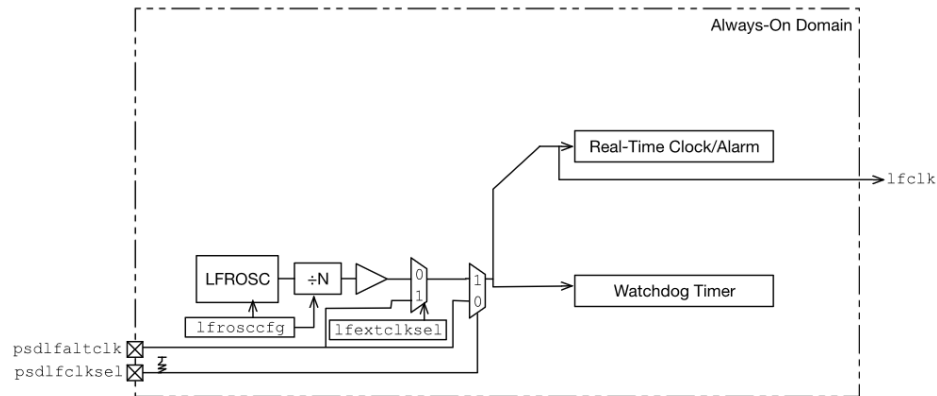 Always-On Domain
Real-Time Clock/Alarm
lfclk
LFROSC
÷N
0
1
1
0
Watchdog Timer
lfrosccfg
lfextclksel
psdlfaltclk
psdlfclksel